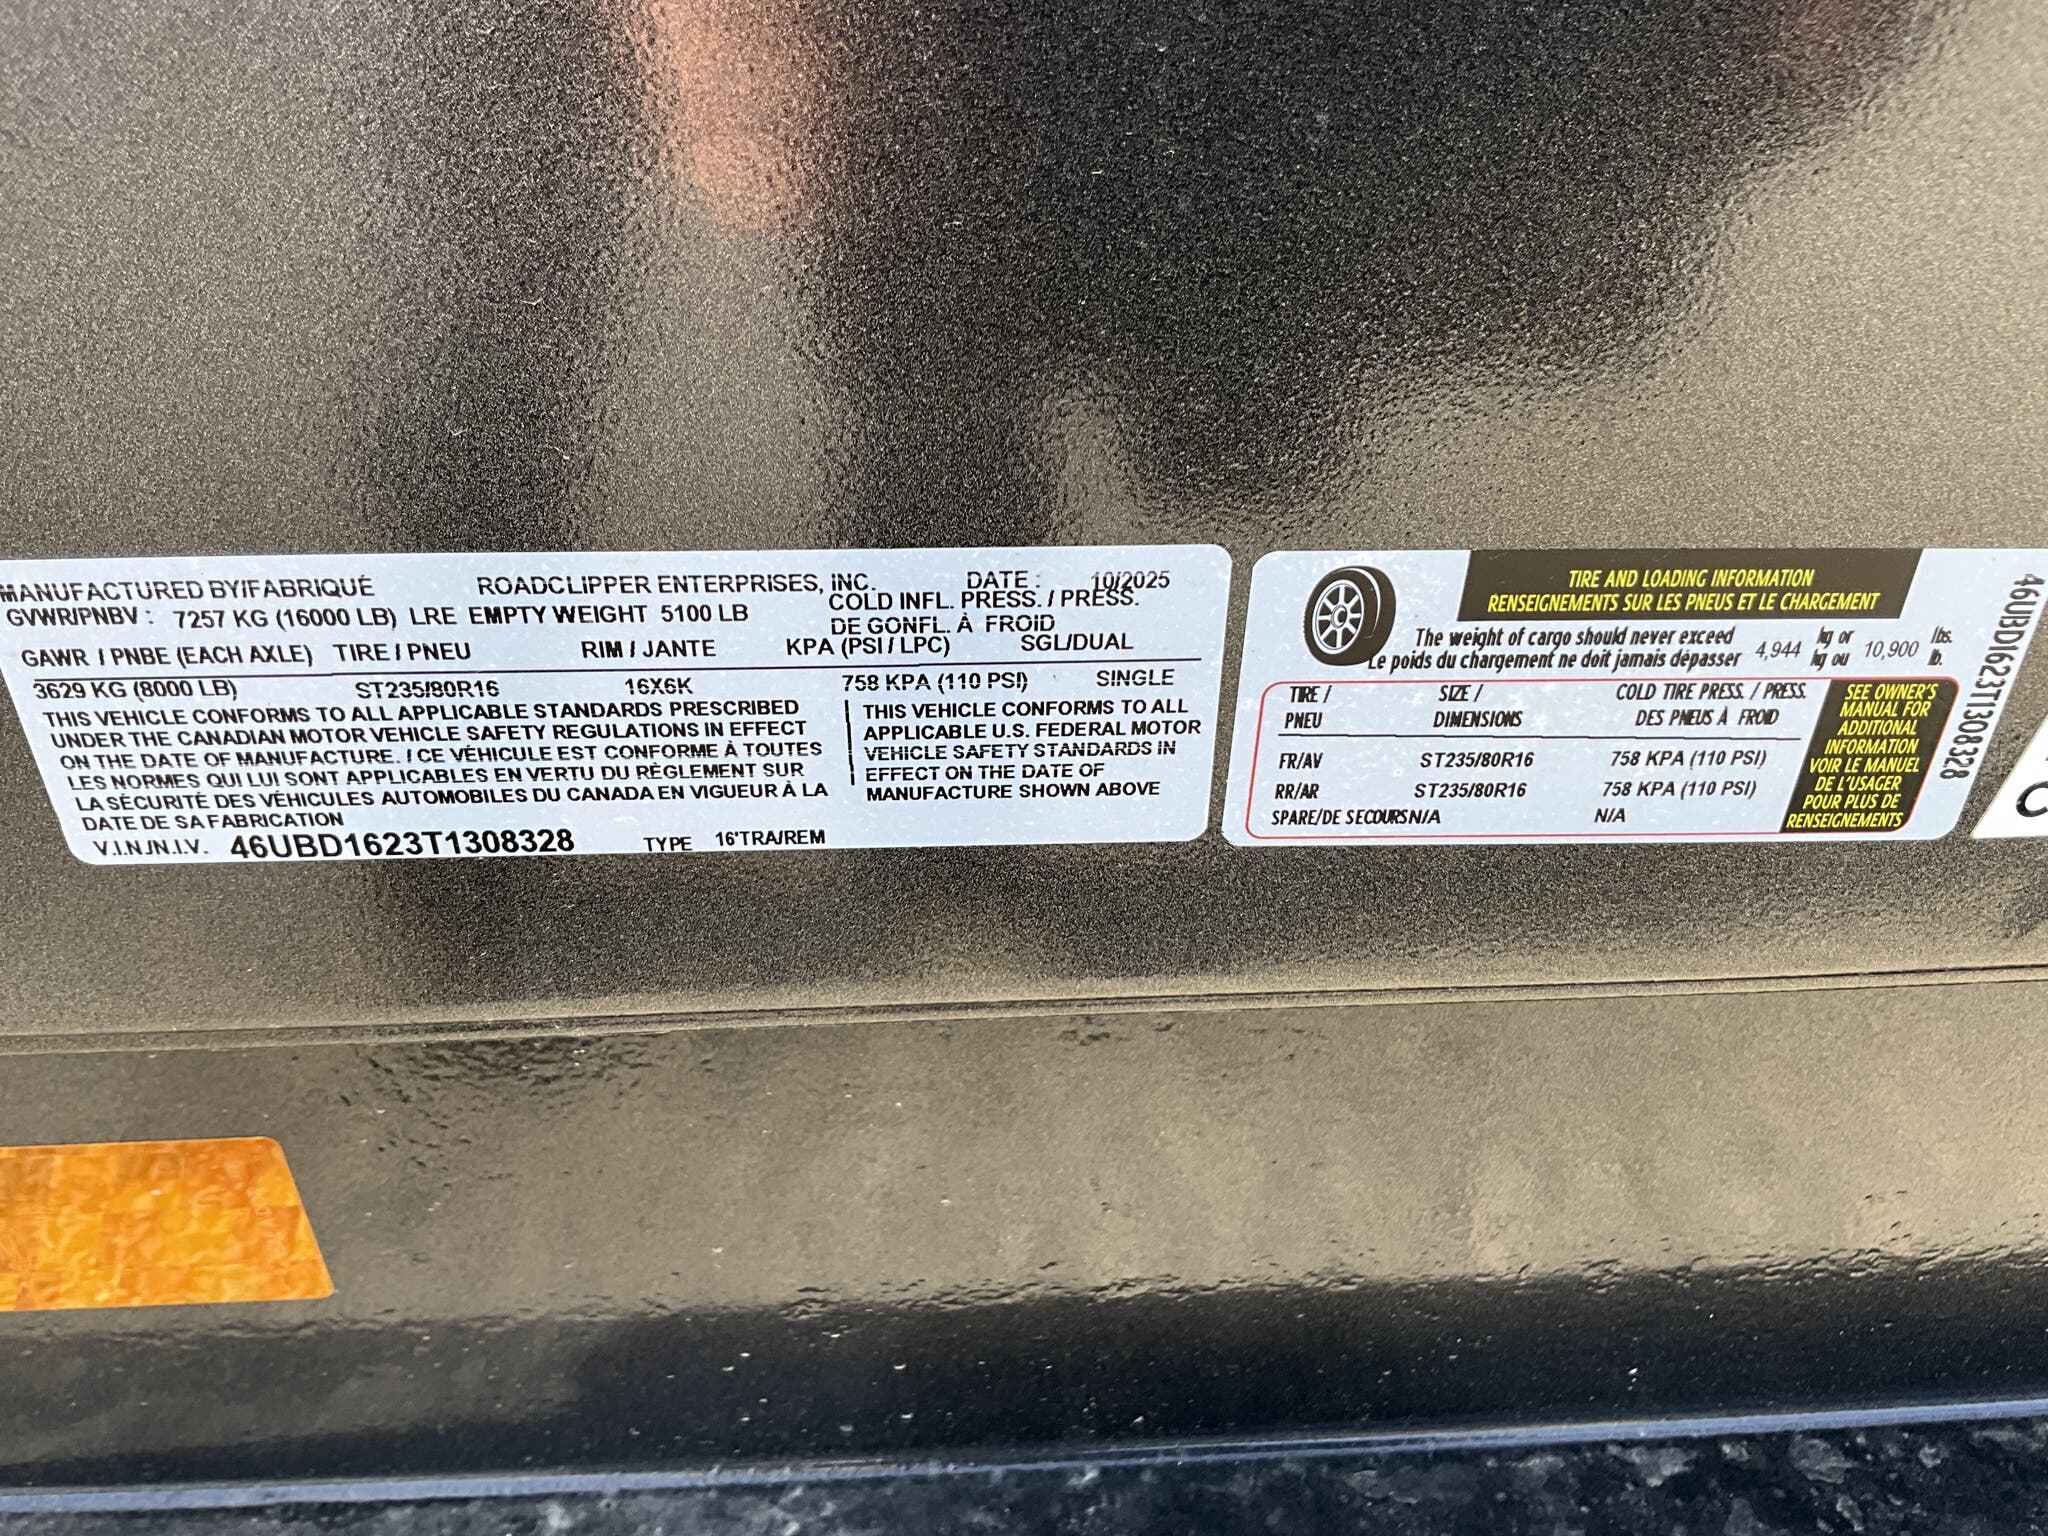 MANUFACTURED BY/FABRIQUÉ ROADCLIPPER ENTERPRISES, INC. DATE : 10/2025
GVWR/PNBV : 7257 KG (16000 LB) LRE EMPTY WEIGHT 5100 LB
COLD INFL. PRESS. / PRESS.
DE GONFL. À FROID
GAWR / PNBE (EACH AXLE) TIRE / PNEU RIM / JANTE KPA (PSI / LPC) SGL/DUAL
3629 KG (8000 LB) ST235/80R16 16X6K 758 KPA (110 PSI) SINGLE
THIS VEHICLE CONFORMS TO ALL APPLICABLE STANDARDS PRESCRIBED
UNDER THE CANADIAN MOTOR VEHICLE SAFETY REGULATIONS IN EFFECT
ON THE DATE OF MANUFACTURE. / CE VÉHICULE EST CONFORME À TOUTES
LES NORMES QUI LUI SONT APPLICABLES EN VERTU DU RÈGLEMENT SUR
LA SÉCURITÉ DES VÉHICULES AUTOMOBILES DU CANADA EN VIGUEUR À LA
DATE DE SA FABRICATION
THIS VEHICLE CONFORMS TO ALL
APPLICABLE U.S. FEDERAL MOTOR
VEHICLE SAFETY STANDARDS IN
EFFECT ON THE DATE OF
MANUFACTURE SHOWN ABOVE
V.I.N./N.I.V. 46UBD1623T1308328 TYPE 16'TRA/REM
TIRE AND LOADING INFORMATION
RENSEIGNEMENTS SUR LES PNEUS ET LE CHARGEMENT
The weight of cargo should never exceed 4,944 kg or 10,900 lbs.
Le poids du chargement ne doit jamais dépasser kg ou lb.
TIRE / SIZE / COLD TIRE PRESS. / PRESS.
PNEU DIMENSIONS DES PNEUS À FROID
FR/AV ST235/80R16 758 KPA (110 PSI)
RR/AR ST235/80R16 758 KPA (110 PSI)
SPARE/DE SECOURS N/A N/A
SEE OWNER'S
MANUAL FOR
ADDITIONAL
INFORMATION
VOIR LE MANUEL
DE L'USAGER
POUR PLUS DE
RENSEIGNEMENTS
46UBD1623T1308328